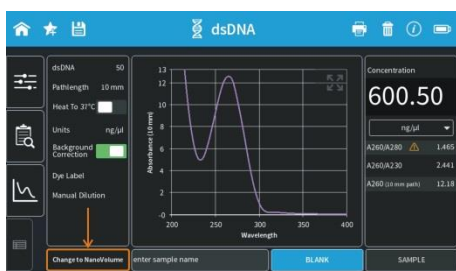 dsDNA
dsDNA 50
Pathlength 10 mm
Heat To 37°C
Units ng/µl
Background
Correction
Dye Label
Manual Dilution
Change to NanoVolume
enter sample name
BLANK
SAMPLE
Absorbance (10 mm)
13
12
10
8
6
4
2
-0
200 250 300 350 400
Wavelength
Concentration
600.50
ng/µl
A260/A280 1.465
A260/A230 2.441
A260 (10 mm path) 12.18